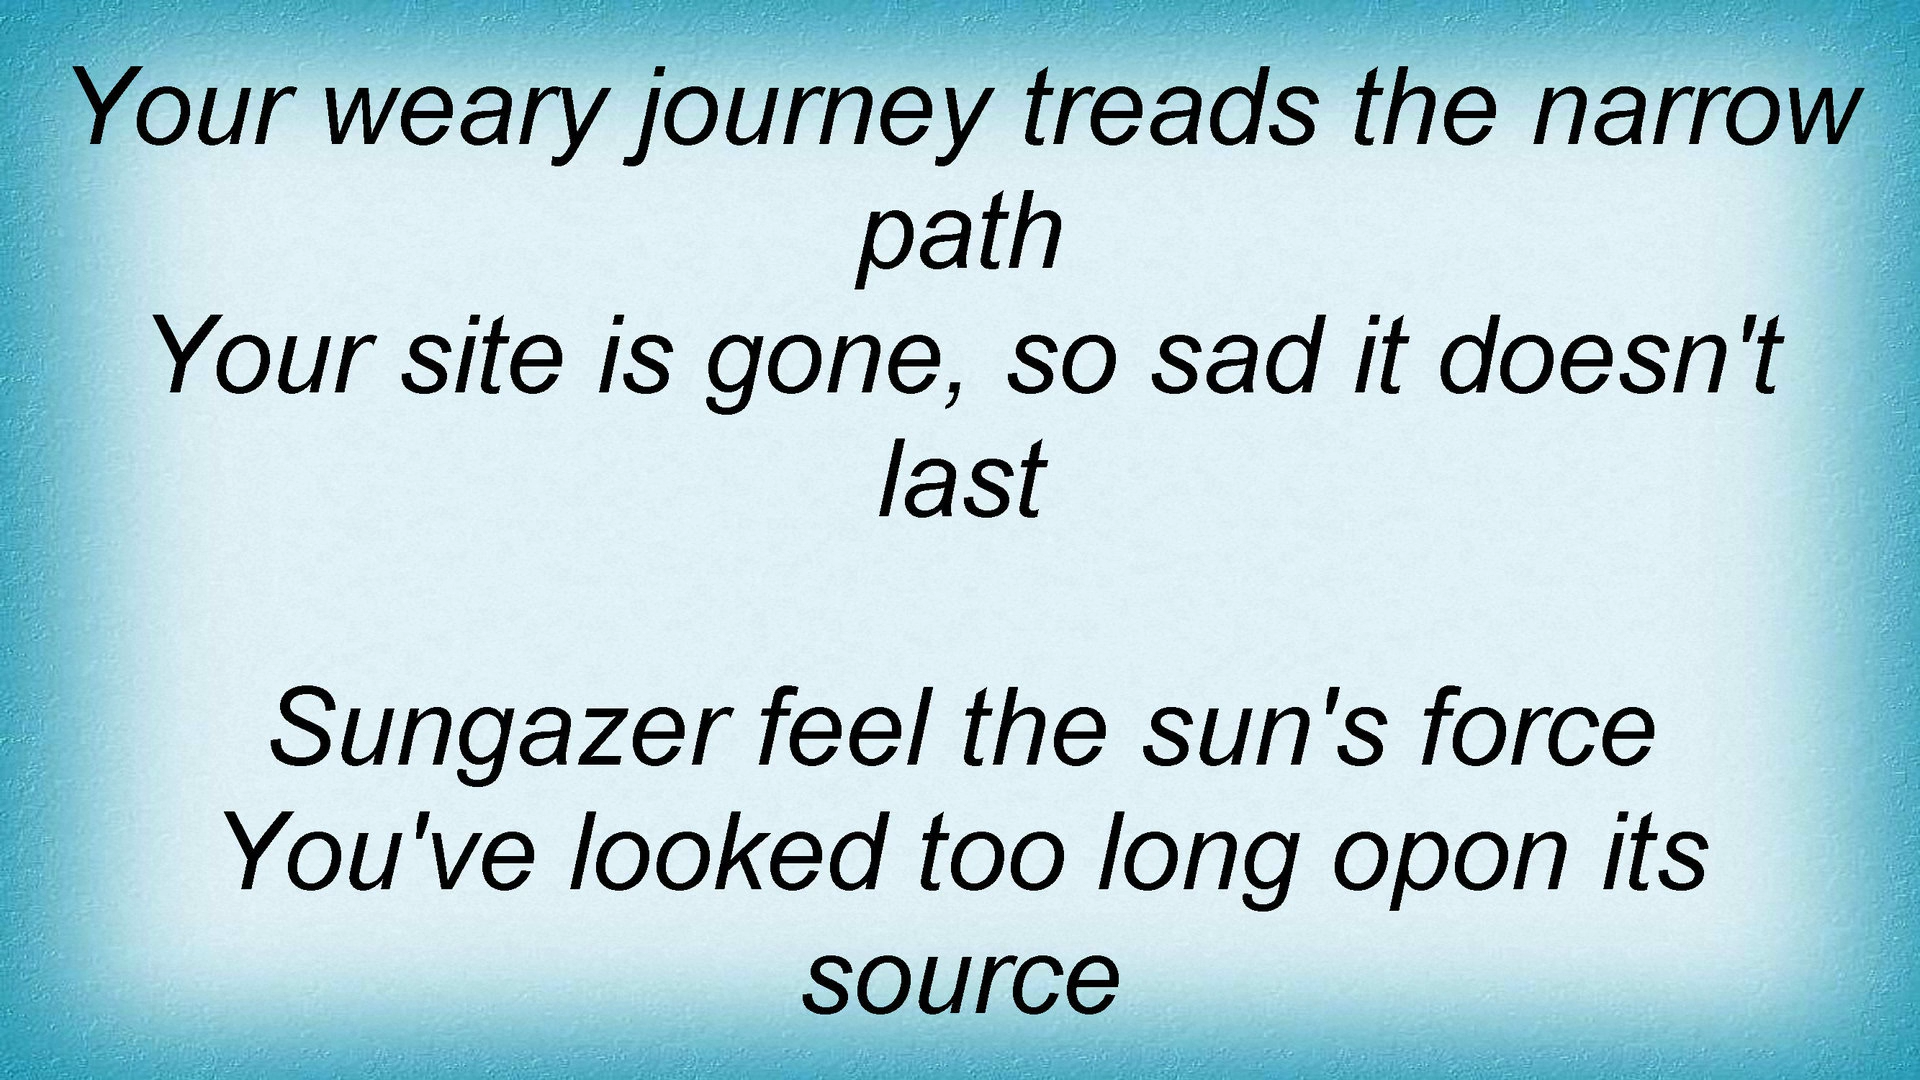 Your weary journey treads the narrow
path
Your site is gone, so sad it doesn't
last
Sungazer feel the sun's force
You've looked too long opon its
source